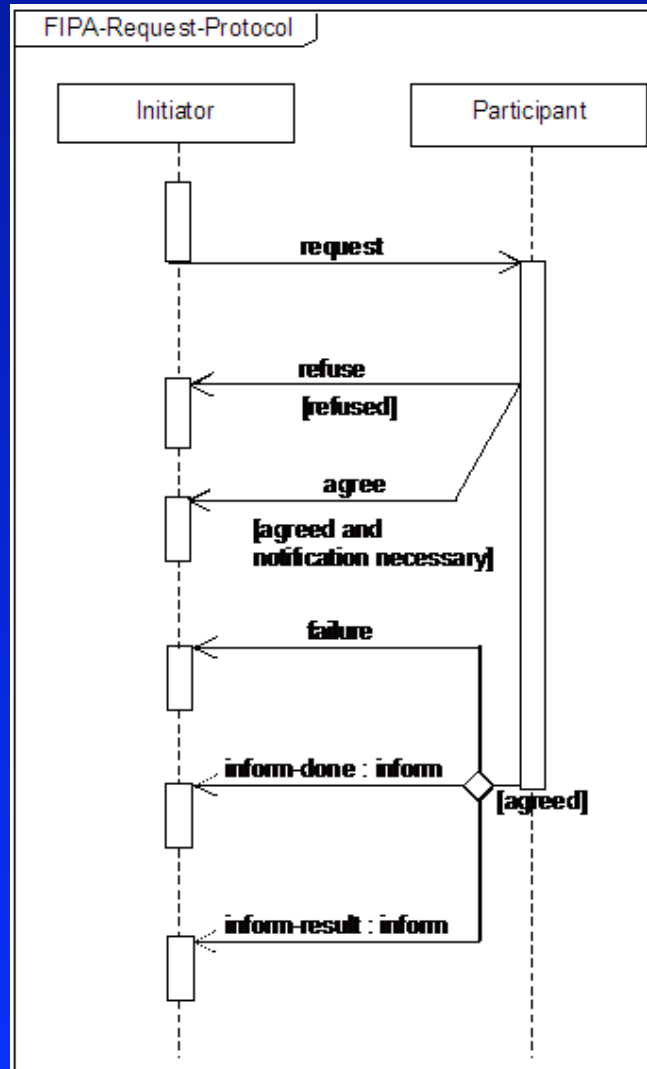 FIPA-Request-Protocol
Initiator
Participant
request
refuse
[refused]
agree
[agreed and
notification necessary]
failure
inform-done : inform
[agreed]
inform-result : inform